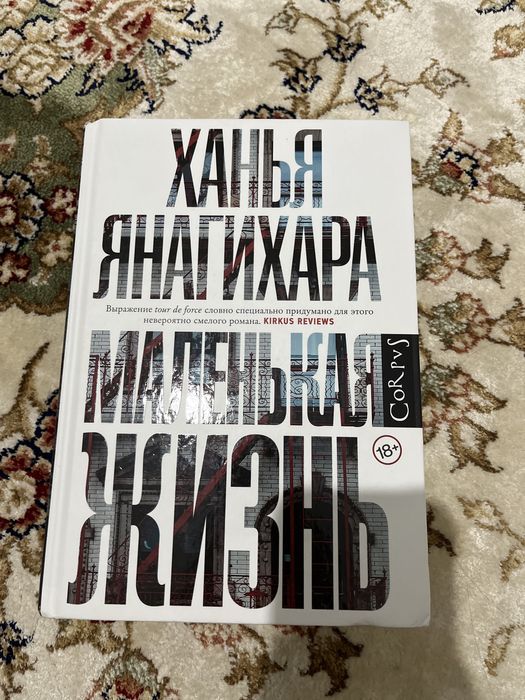 ХАНЬЯ
ЯНАГИХАРА
Выражение tour de force словно специально придумано для этого
невероятно смелого романа. KIRKUS REVIEWS
МАЛЕНЬКАЯ
CORPVS
18+
ЖИЗНЬ